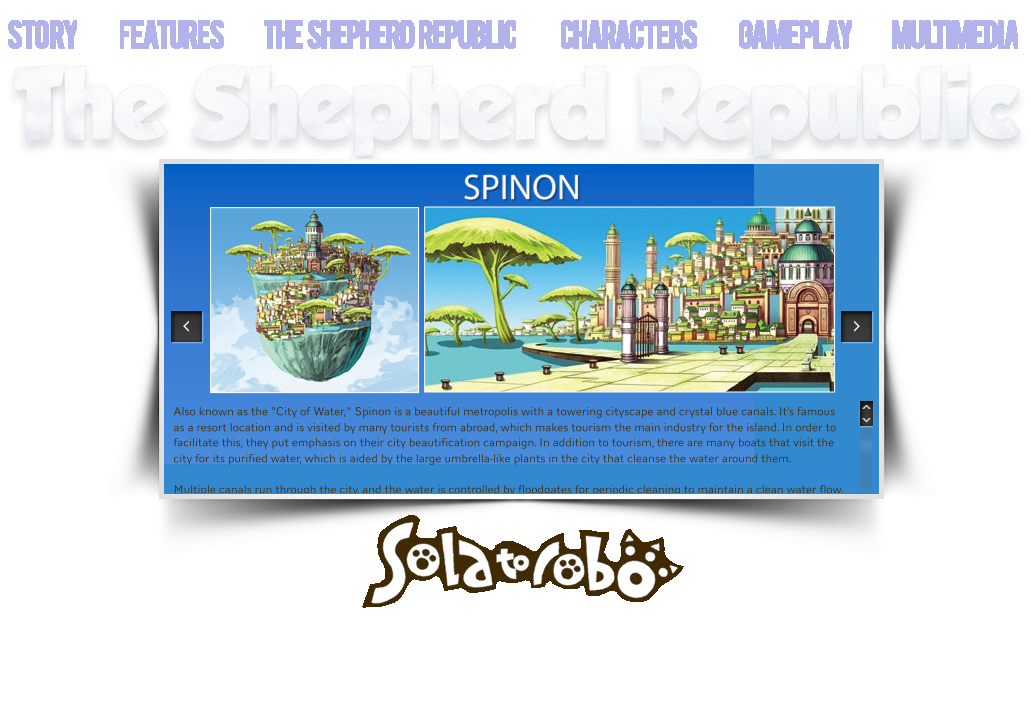 STORY FEATURES THE SHEPHERD REPUBLIC CHARACTERS GAMEPLAY MULTIMEDIA
The Shepherd Republic
SPINON
Also known as the "City of Water," Spinon is a beautiful metropolis with a towering cityscape and crystal blue canals. It's famous
as a resort location and is visited by many tourists from abroad, which makes tourism the main industry for the island. In order to
facilitate this, they put emphasis on their city beautification campaign. In addition to tourism, there are many boats that visit the
city for its purified water, which is aided by the large umbrella-like plants in the city that cleanse the water around them.
Multiple canals run through the city, and the water is controlled by floodgates for periodic cleaning to maintain a clean water flow.
Solatorobo